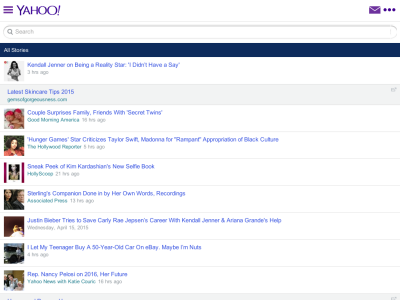 YAHOO!
Search
All Stories
Kendall Jenner on Being a Reality Star: 'I Didn't Have a Say'
3 hrs ago
Latest Skincare Tips 2015
gemsofgorgeousness.com
Couple Surprises Family, Friends With 'Secret Twins'
Good Morning America 16 hrs ago
'Hunger Games' Star Criticizes Taylor Swift, Madonna for "Rampant" Appropriation of Black Culture
The Hollywood Reporter 5 hrs ago
Sneak Peek of Kim Kardashian's New Selfie Book
HollyScoop 21 hrs ago
Sterling's Companion Done in by Her Own Words, Recordings
Associated Press 13 hrs ago
Justin Bieber Tries to Save Carly Rae Jepsen's Career With Kendall Jenner & Ariana Grande's Help
Wednesday, April 15, 2015
I Let My Teenager Buy A 50-Year-Old Car On eBay. Maybe I'm Nuts
4 hrs ago
Rep. Nancy Pelosi on 2016, Her Future
Yahoo News with Katie Couric 16 hrs ago